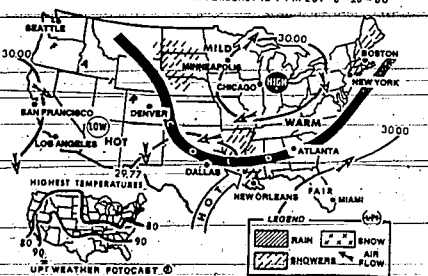 SEATTLE
30.00
MILD
30.00
BOSTON
MINNEAPOLIS
CHICAGO
HIGH
NEW YORK
SAN FRANCISCO
DENVER
LOW
HOT
WARM
LOS ANGELES
30.00
29.77
ATLANTA
DALLAS
HIGHEST TEMPERATURES
HOT
NEW ORLEANS
FAIR
MIAMI
LEGEND
RAIN
SNOW
SHOWERS
AIR
FLOW
80
90
80
90
UPI WEATHER FOTOCAST